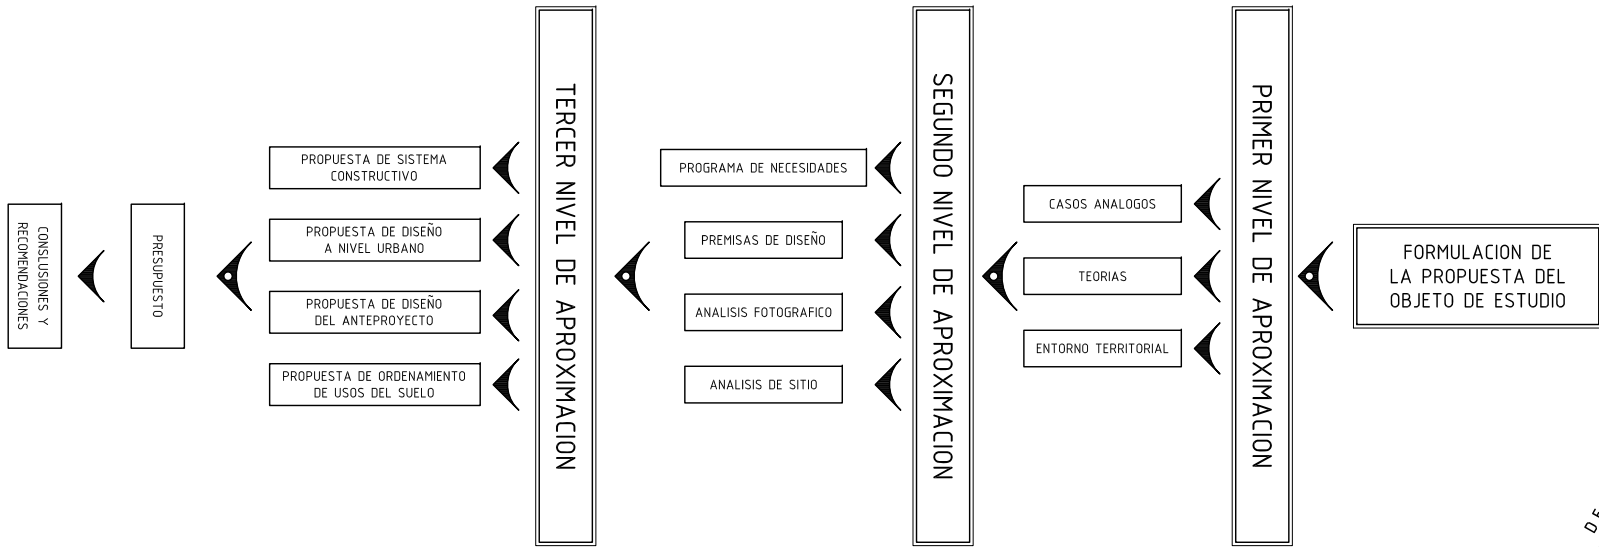 FORMULACION DE
LA PROPUESTA DEL
OBJETO DE ESTUDIO
PRIMER NIVEL DE APROXIMACION
CASOS ANALOGOS
TEORIAS
ENTORNO TERRITORIAL
SEGUNDO NIVEL DE APROXIMACION
PROGRAMA DE NECESIDADES
PREMISAS DE DISEÑO
ANALISIS FOTOGRAFICO
ANALISIS DE SITIO
TERCER NIVEL DE APROXIMACION
PROPUESTA DE SISTEMA
CONSTRUCTIVO
PROPUESTA DE DISEÑO
A NIVEL URBANO
PROPUESTA DE DISEÑO
DEL ANTEPROYECTO
PROPUESTA DE ORDENAMIENTO
DE USOS DEL SUELO
PRESUPUESTO
CONSLUSIONES Y
RECOMENDACIONES